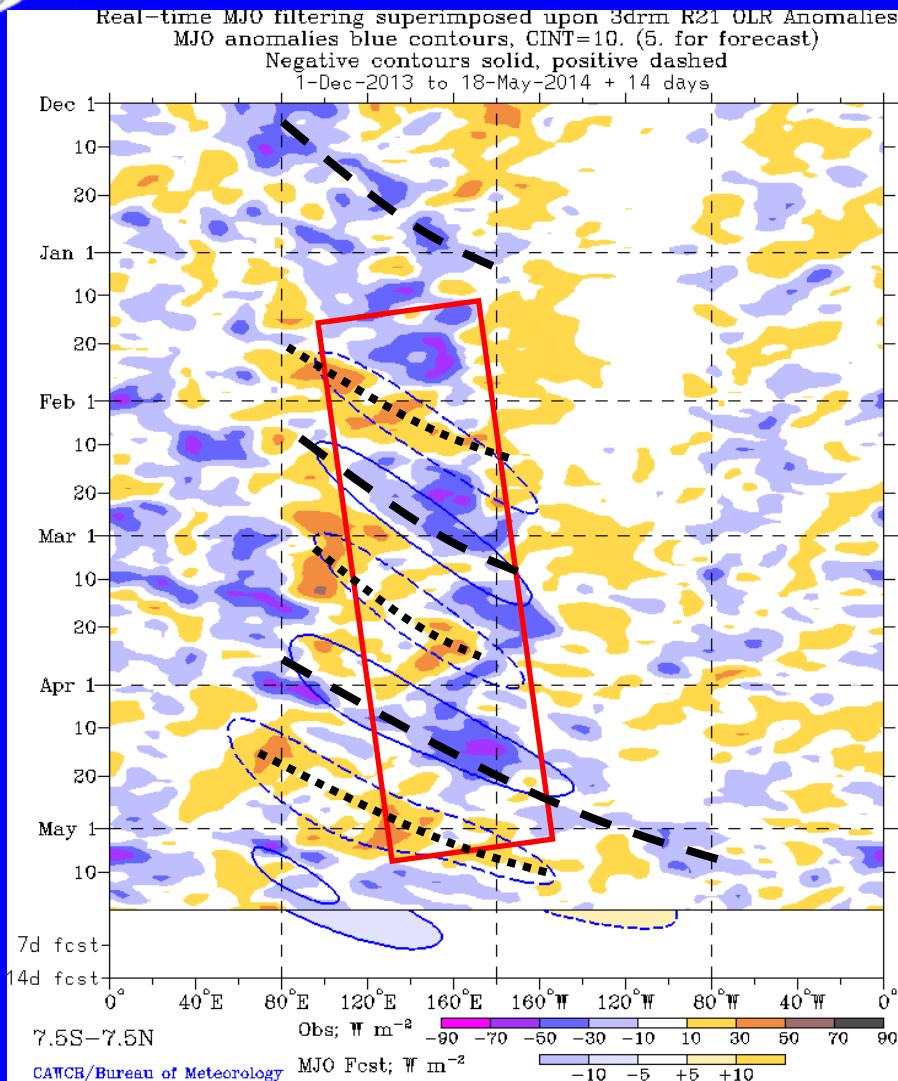 Real-time MJO filtering superimposed upon 3drm R21 OLR Anomalies
MJO anomalies blue contours, CINT=10. (5. for forecast)
Negative contours solid, positive dashed
1-Dec-2013 to 18-May-2014 + 14 days
Dec 1
10
20
Jan 1
10
20
Feb 1
10
20
Mar 1
10
20
Apr 1
10
20
May 1
10
7d fcst
14d fcst
0° 40°E 80°E 120°E 160°E 160°W 120°W 80°W 40°W 0°
7.5S-7.5N
Obs; W m⁻²
-90 -70 -50 -30 -10 10 30 50 70 90
CAWCR/Bureau of Meteorology
MJO Fcst; W m⁻²
-10 -5 +5 +10